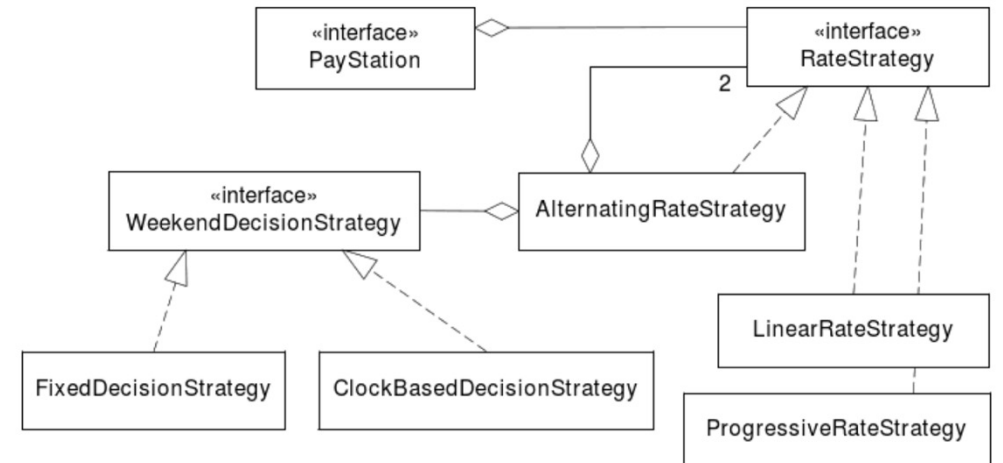 «interface»
PayStation
«interface»
RateStrategy
2
«interface»
WeekendDecisionStrategy
AlternatingRateStrategy
LinearRateStrategy
FixedDecisionStrategy
ClockBasedDecisionStrategy
ProgressiveRateStrategy